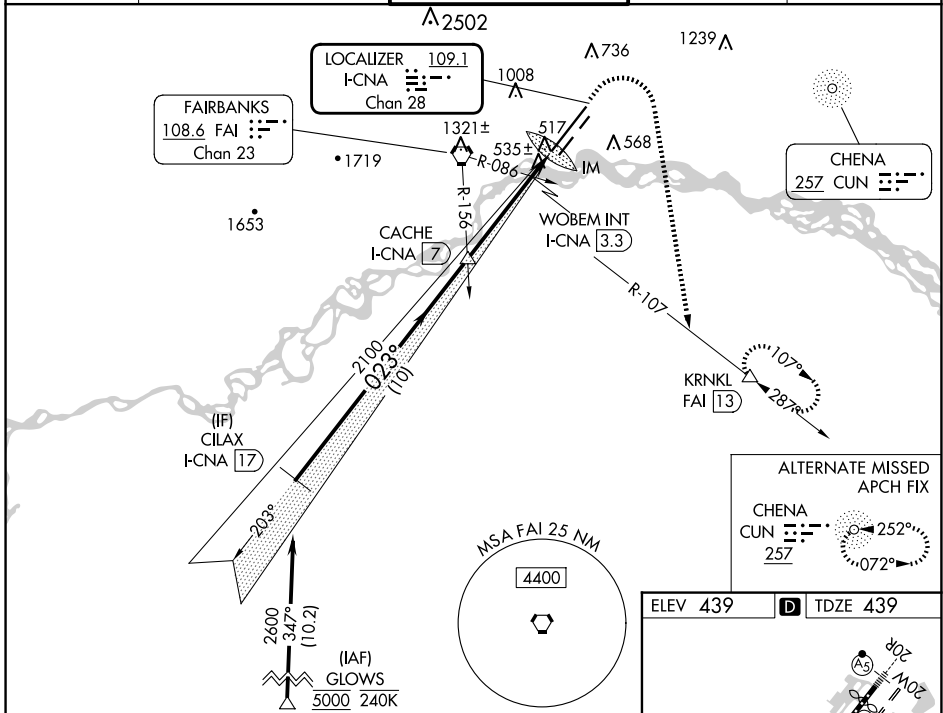 2502
736
1239
LOCALIZER 109.1
I-CNA
Chan 28
1008
FAIRBANKS
108.6 FAI
Chan 23
1321±
517
535±
568
IM
R-086
1719
R-156
CHENA
257 CUN
1653
CACHE
I-CNA 7
WOBEM INT
I-CNA 3.3
R-107
2100
023°
(10)
KRNKL
FAI 13
107°
287°
(IF)
CILAX
I-CNA 17
203°
ALTERNATE MISSED
APCH FIX
CHENA
CUN
257
252°
072°
MSA FAI 25 NM
4400
2600
347°
(10.2)
(IAF)
GLOWS
5000 240K
ELEV 439 D TDZE 439
A5
20R
20W